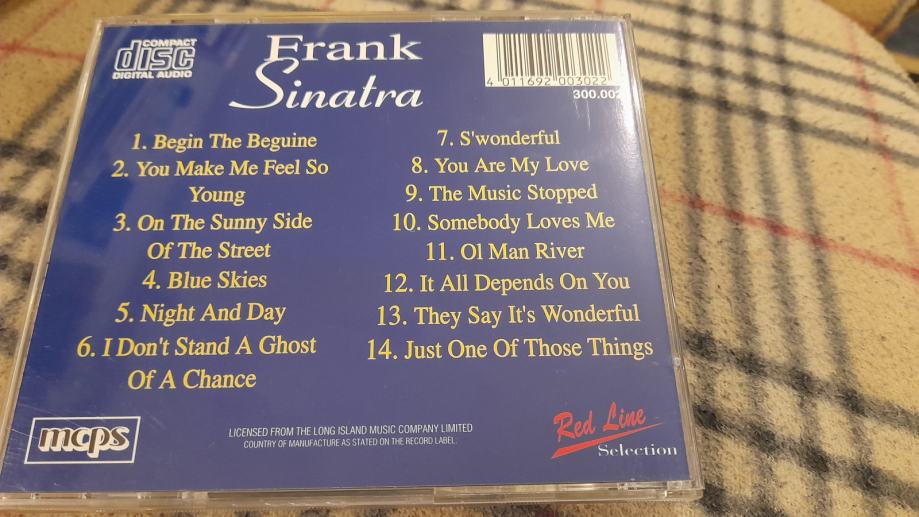 COMPACT
disc
DIGITAL AUDIO
Frank
Sinatra
4 011692 003022
300.002
1. Begin The Beguine
2. You Make Me Feel So
Young
3. On The Sunny Side
Of The Street
4. Blue Skies
5. Night And Day
6. I Don't Stand A Ghost
Of A Chance
7. S'wonderful
8. You Are My Love
9. The Music Stopped
10. Somebody Loves Me
11. Ol Man River
12. It All Depends On You
13. They Say It's Wonderful
14. Just One Of Those Things
mcps
LICENSED FROM THE LONG ISLAND MUSIC COMPANY LIMITED
COUNTRY OF MANUFACTURE AS STATED ON THE RECORD LABEL.
Red Line
Selection